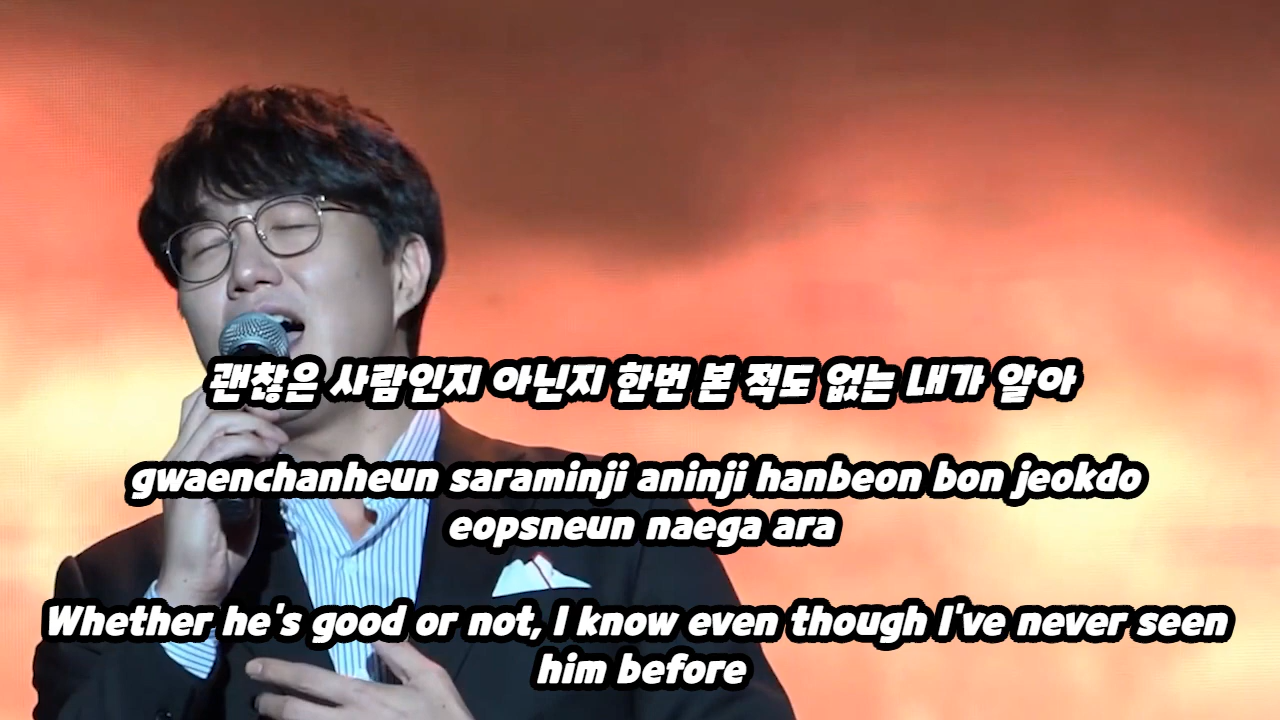 괜찮은 사람인지 아닌지 한번 본 적도 없는 내가 알아
gwaenchanheun saraminji aninji hanbeon bon jeokdo
eopsneun naega ara
Whether he's good or not, I know even though I've never seen
him before